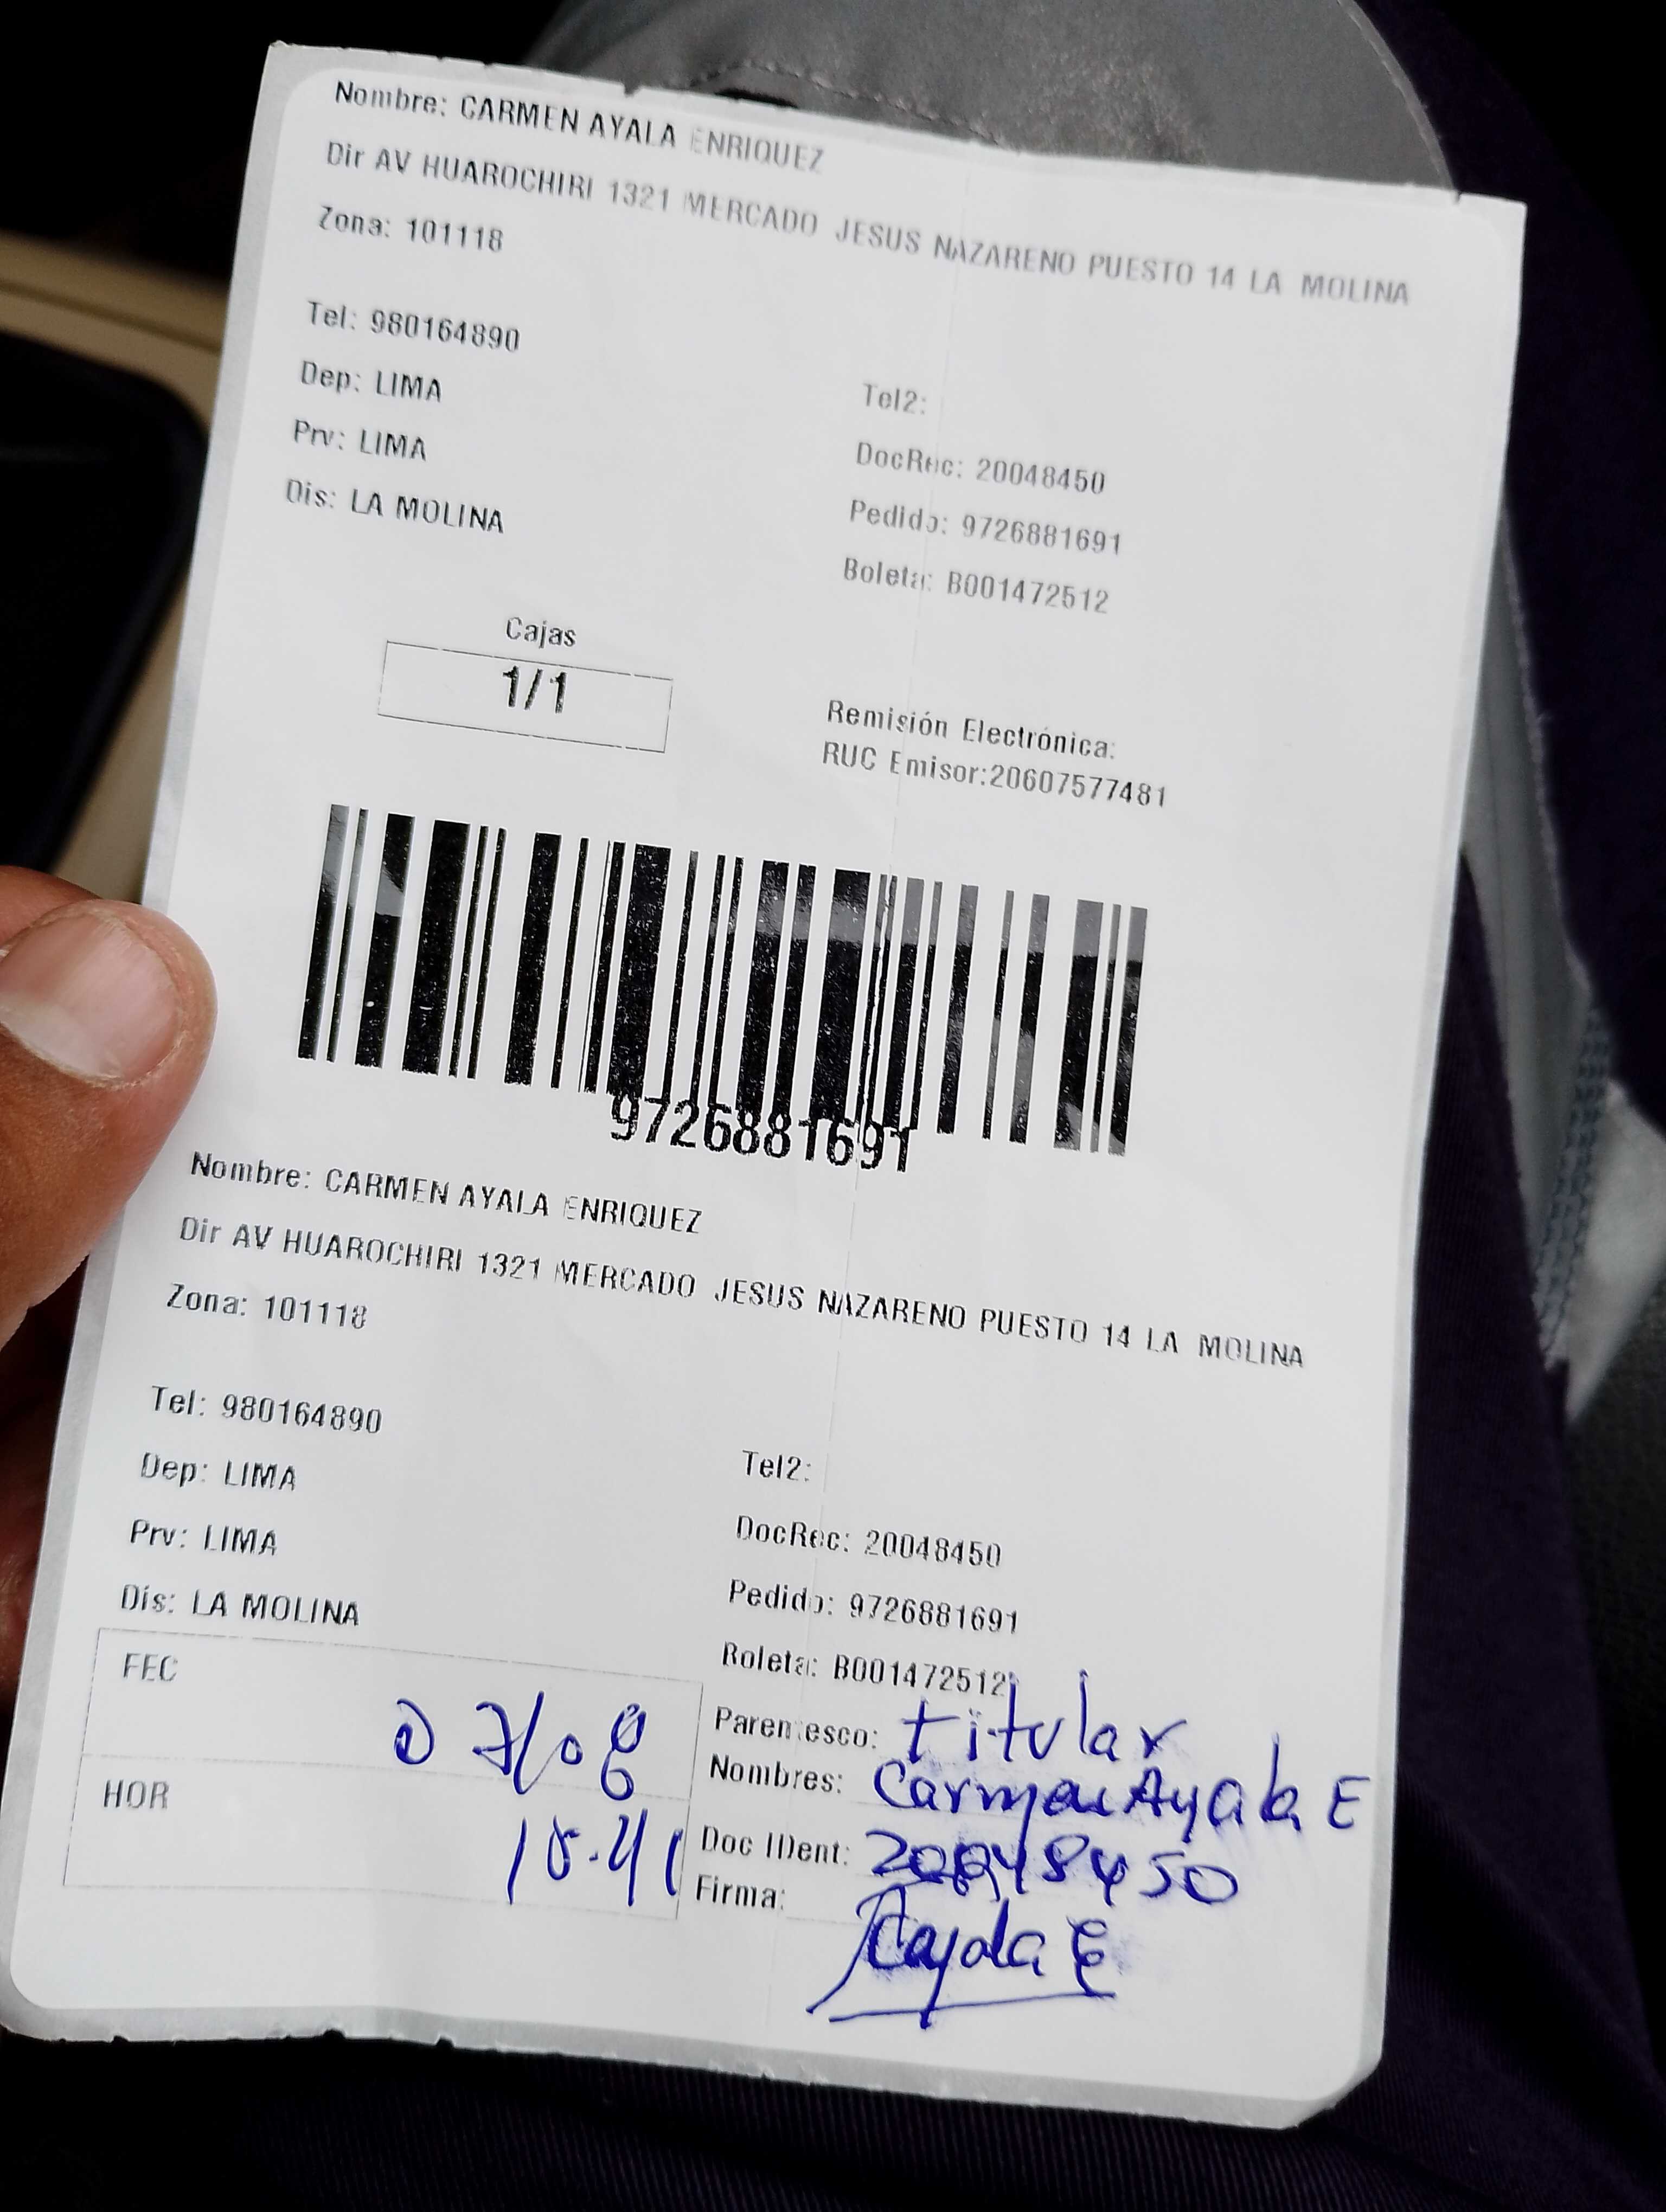 Nombre: CARMEN AYALA ENRIQUEZ
Dir AV HUAROCHIRI 1321 MERCADO JESUS NAZARENO PUESTO 14 LA MOLINA
Zona: 101118
Tel: 980164890
Dep: LIMA
Tel2:
Prv: LIMA
DocRec: 20048450
Dis: LA MOLINA
Pedido: 9726881691
Boleta: B001472512
Cajas
1/1
Remisión Electrónica:
RUC Emisor:20607577481
9726881691
Nombre: CARMEN AYALA ENRIQUEZ
Dir AV HUAROCHIRI 1321 MERCADO JESUS NAZARENO PUESTO 14 LA MOLINA
Zona: 101118
Tel: 980164890
Dep: LIMA
Tel2:
Prv: LIMA
DocRec: 20048450
Dis: LA MOLINA
Pedido: 9726881691
Boleta: B001472512
FEC 07/08
Parentesco: titular
Nombres: Carmen Ayala E
HOR
Doc IDent: 20048450
Firma: CayalaE